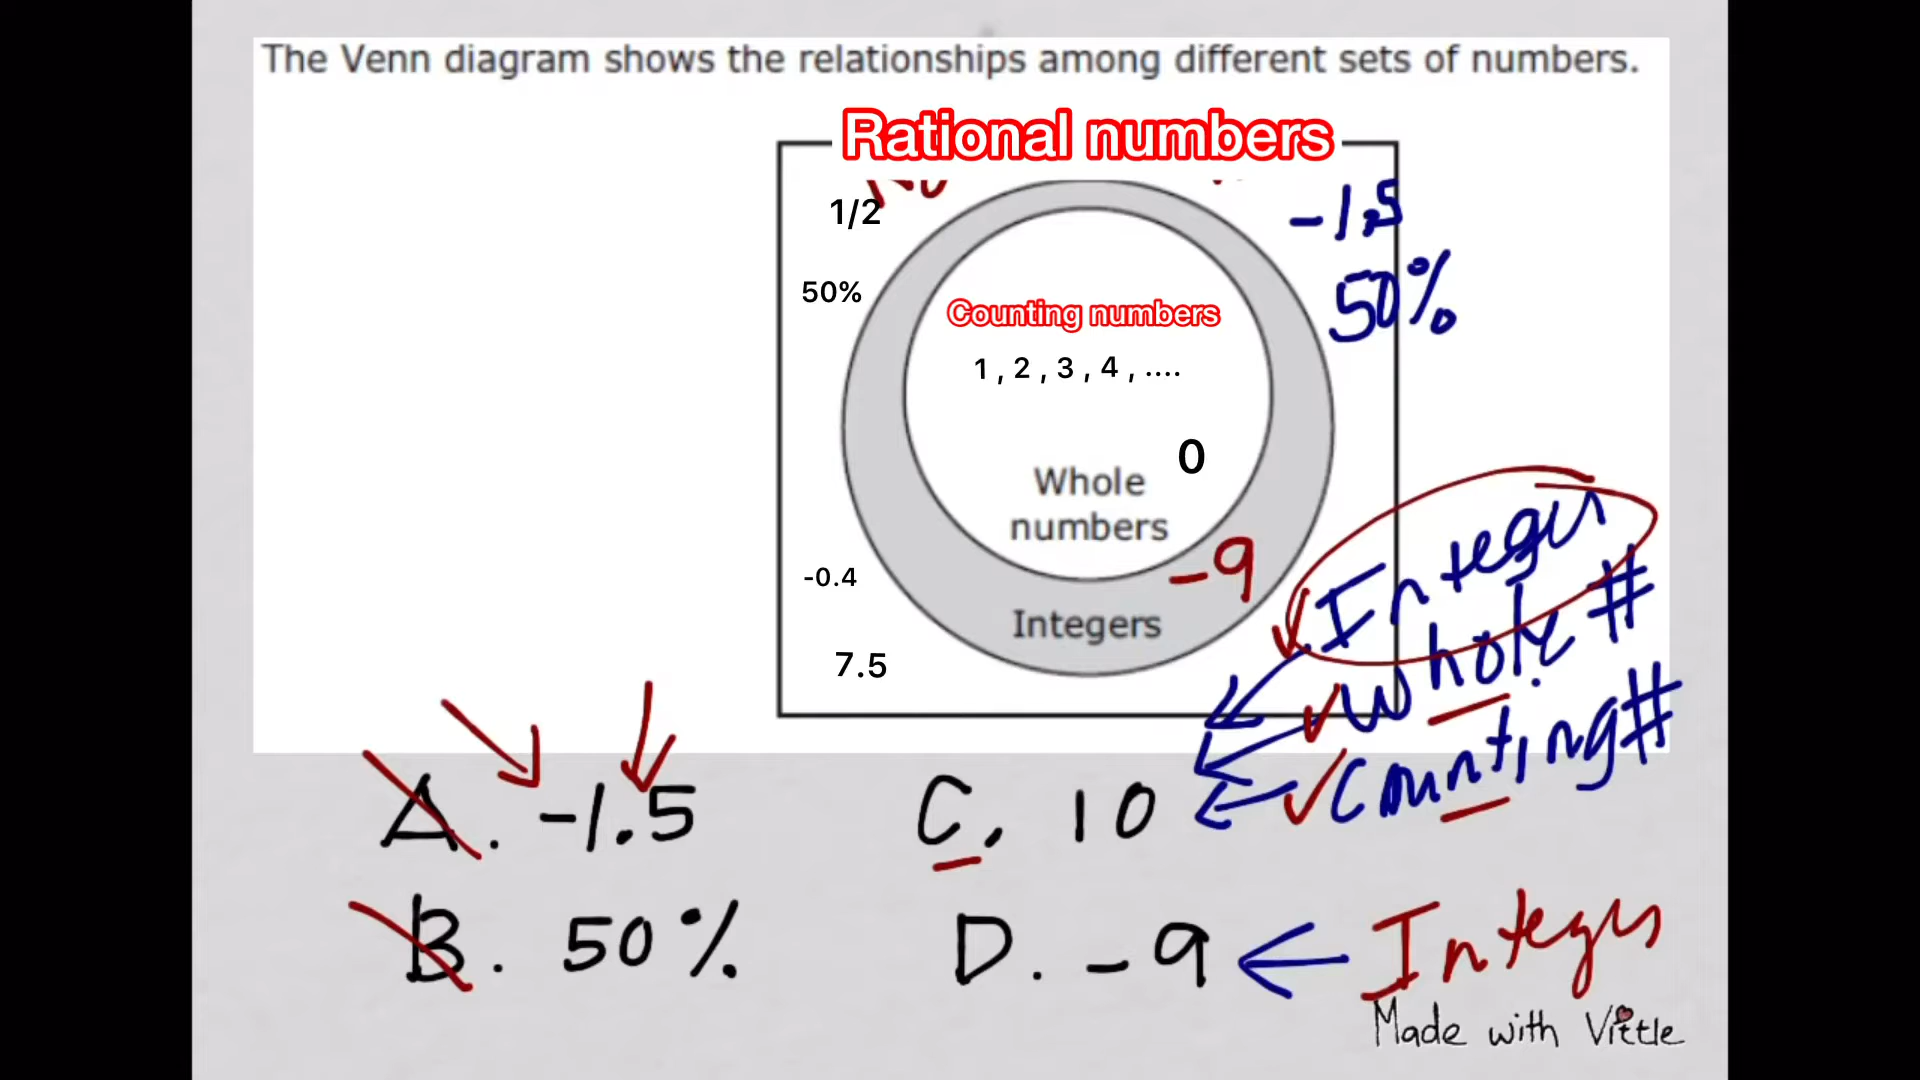 The Venn diagram shows the relationships among different sets of numbers.
Rational numbers
1/2
-1.5
50%
50%
Counting numbers
1 , 2 , 3 , 4 , ....
0
Whole
numbers
-9
Integers
-0.4
7.5
Integers
Whole #
Counting #
A. -1.5
C. 10
B. 50%
D. -9
Integers
Made with Vittle